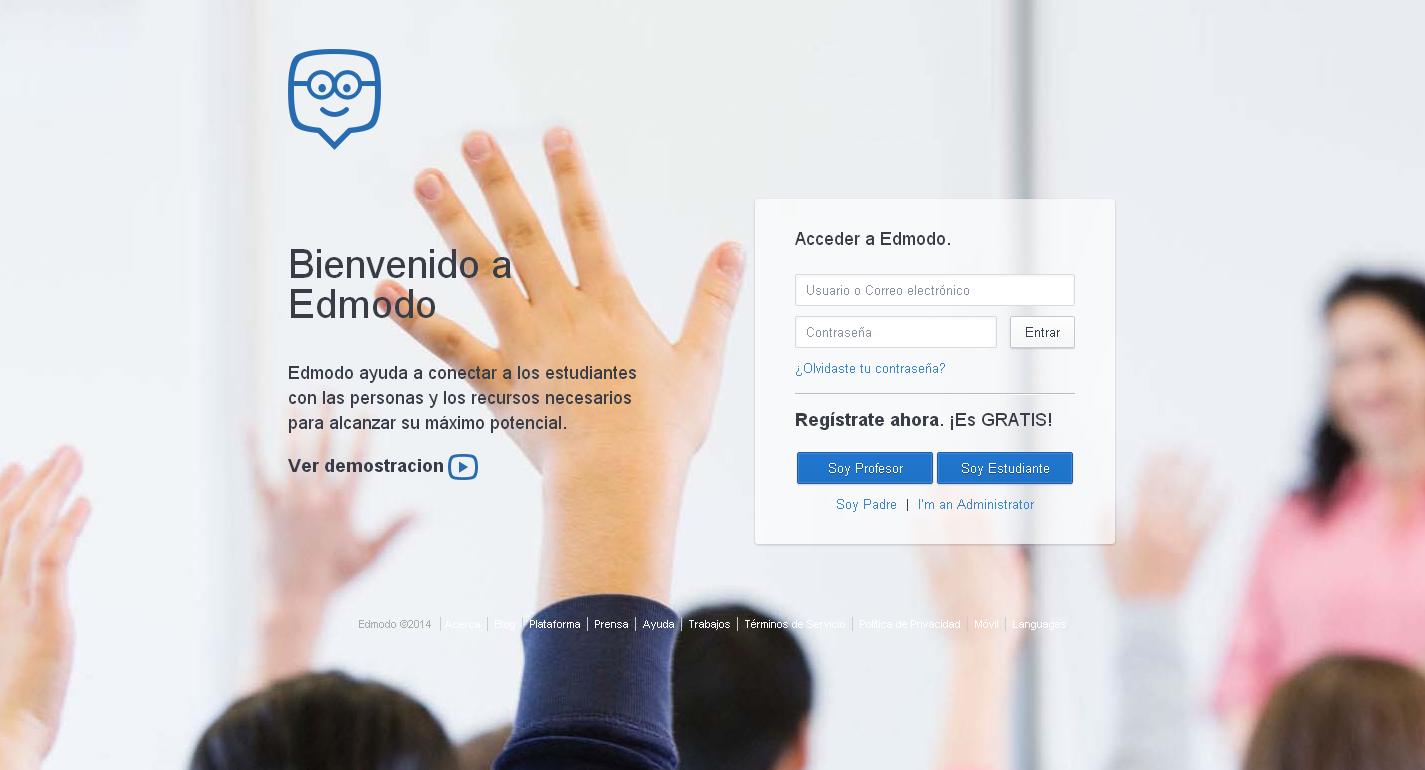 Bienvenido a
Edmodo
Edmodo ayuda a conectar a los estudiantes
con las personas y los recursos necesarios
para alcanzar su máximo potencial.
Ver demostracion
Acceder a Edmodo.
Usuario o Correo electrónico
Contraseña
Entrar
¿Olvidaste tu contraseña?
Regístrate ahora. ¡Es GRATIS!
Soy Profesor
Soy Estudiante
Soy Padre | I'm an Administrator
Edmodo ©2014 | Acerca | Blog | Plataforma | Prensa | Ayuda | Trabajos | Términos de Servicio | Política de Privacidad | Móvil | Languages